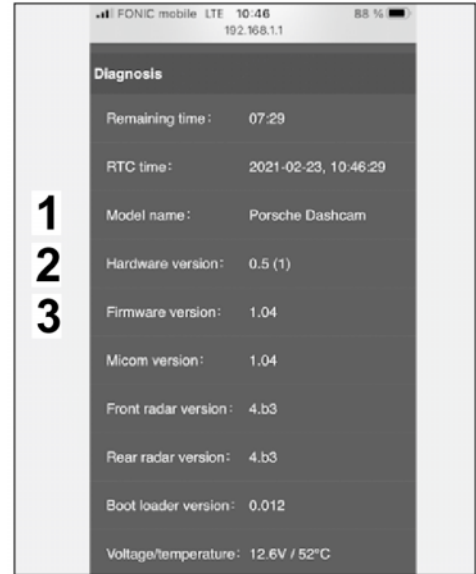 FONIC mobile LTE 10:46 88 %
192.168.1.1
Diagnosis
Remaining time: 07:29
RTC time: 2021-02-23, 10:46:29
1 Model name: Porsche Dashcam
2 Hardware version: 0.5 (1)
3 Firmware version: 1.04
Micom version: 1.04
Front radar version: 4.b3
Rear radar version: 4.b3
Boot loader version: 0.012
Voltage/temperature: 12.6V / 52°C